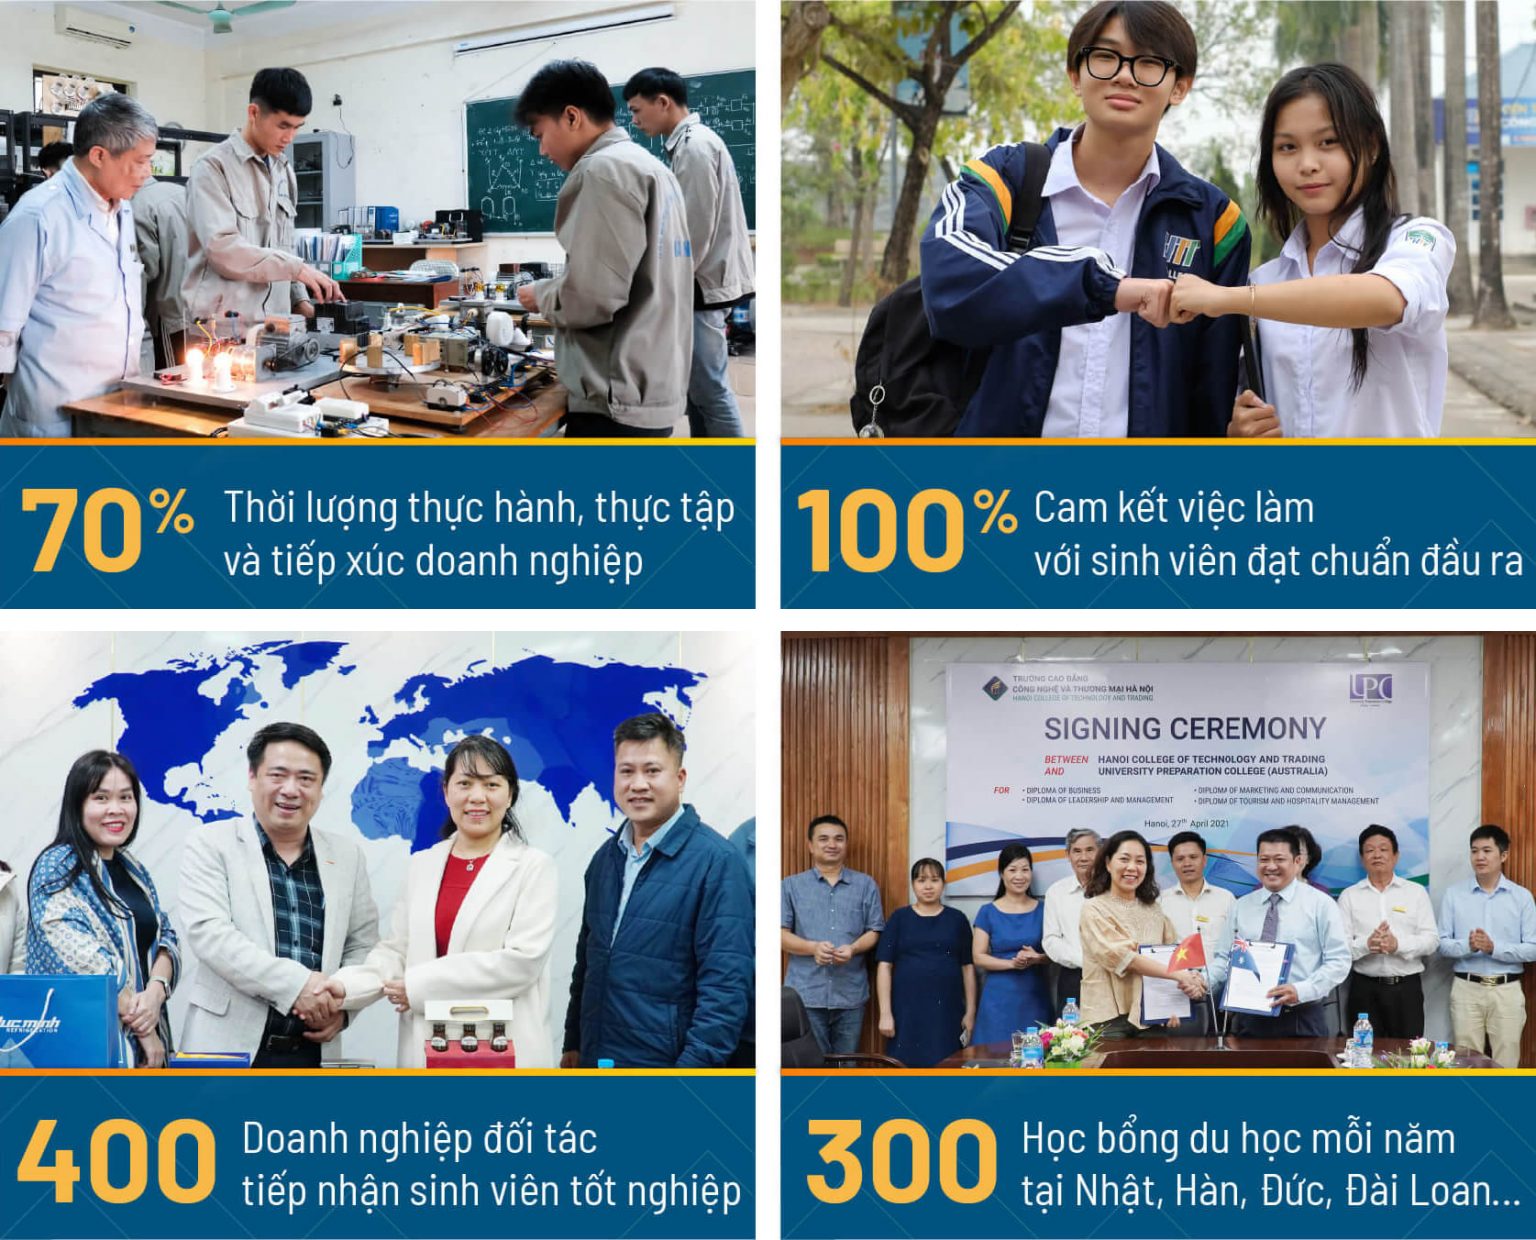 70%
Thời lượng thực hành, thực tập
và tiếp xúc doanh nghiệp
100%
Cam kết việc làm
với sinh viên đạt chuẩn đầu ra
REFRIGERATION
400
Doanh nghiệp đối tác
tiếp nhận sinh viên tốt nghiệp
TRƯỜNG CAO ĐẲNG
CÔNG NGHỆ VÀ THƯƠNG MẠI HÀ NỘI
HANOI COLLEGE OF TECHNOLOGY AND TRADING
UPC
SIGNING CEREMONY
BETWEEN HANOI COLLEGE OF TECHNOLOGY AND TRADING
AND UNIVERSITY PREPARATION COLLEGE (AUSTRALIA)
FOR • DIPLOMA OF BUSINESS • DIPLOMA OF MARKETING AND COMMUNICATION
• DIPLOMA OF LEADERSHIP AND MANAGEMENT • DIPLOMA OF TOURISM AND HOSPITALITY MANAGEMENT
Hanoi, 27th April 2021
300
Học bổng du học mỗi năm
tại Nhật, Hàn, Đức, Đài Loan...